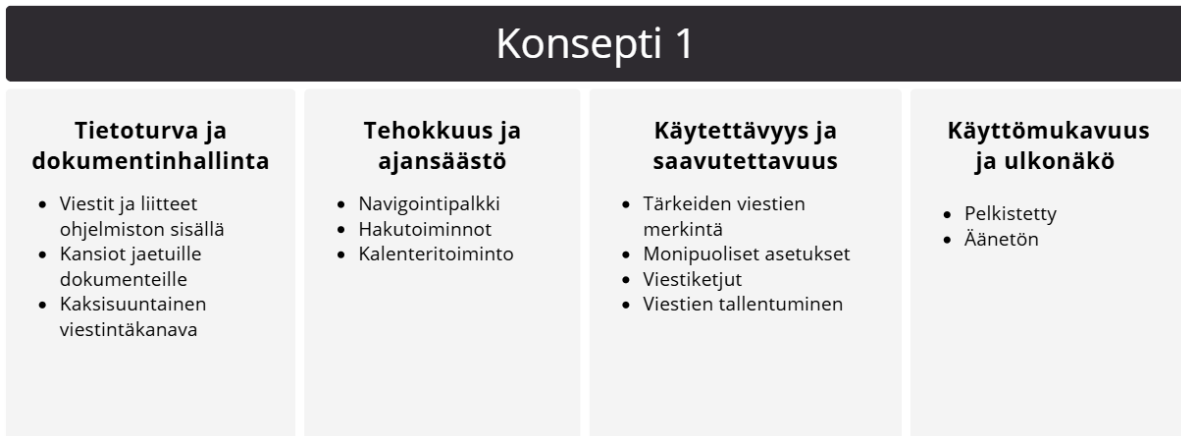 Konsepti 1
Tietoturva ja
dokumentinhallinta
• Viestit ja liitteet
ohjelmiston sisällä
• Kansiot jaetuille
dokumenteille
• Kaksisuuntainen
viestintäkanava
Tehokkuus ja
ajansäästö
• Navigointipalkki
• Hakutoiminnot
• Kalenteritoiminto
Käytettävyys ja
saavutettavuus
• Tärkeiden viestien
merkintä
• Monipuoliset asetukset
• Viestiketjut
• Viestien tallentuminen
Käyttömukavuus
ja ulkonäkö
• Pelkistetty
• Äänetön